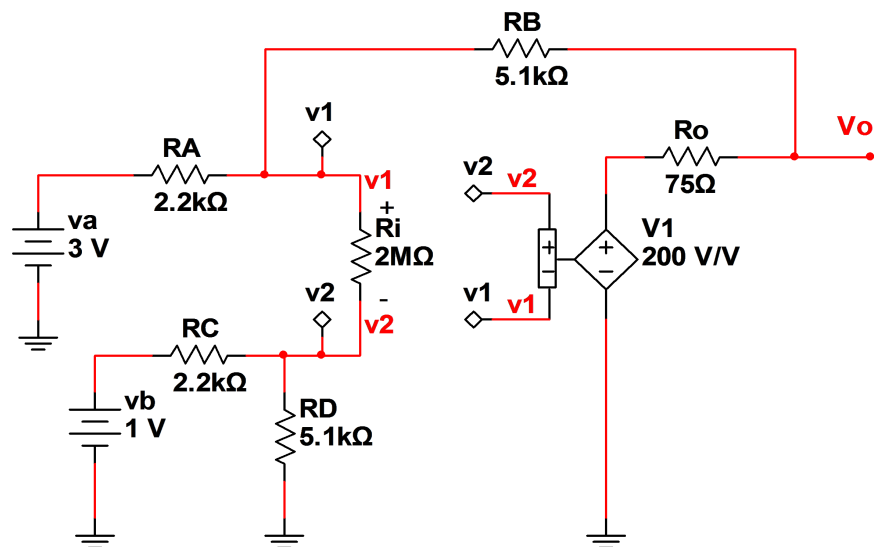 RB
5.1kΩ
v1
RA
2.2kΩ
v1
va
3 V
+
Ri
2MΩ
-
v2
v2
RC
2.2kΩ
vb
1 V
RD
5.1kΩ
Vo
Ro
75Ω
v2
v2
V1
200 V/V
+
−
+
−
v1
v1